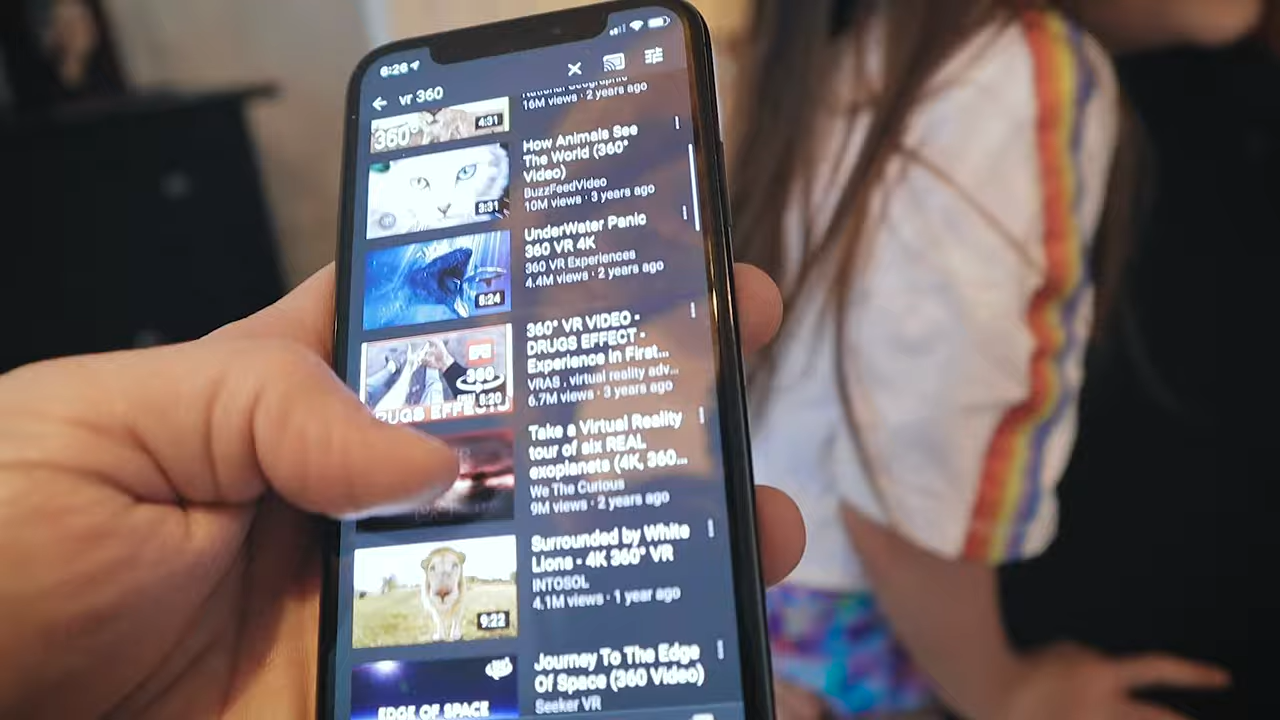 6:26
vr 360
National Geographic
16M views · 2 years ago
360°
4:31
How Animals See
The World (360°
Video)
BuzzFeedVideo
10M views · 3 years ago
3:31
UnderWater Panic
360 VR 4K
360 VR Experiences
4.4M views · 2 years ago
5:24
360° VR VIDEO -
DRUGS EFFECT -
Experience in First...
VRAS . virtual reality adv...
6.7M views · 3 years ago
360
5:20
Take a Virtual Reality
tour of six REAL
exoplanets (4K, 360...
We The Curious
9M views · 2 years ago
Surrounded by White
Lions - 4K 360° VR
INTOSOL
4.1M views · 1 year ago
9:22
Journey To The Edge
Of Space (360 Video)
Seeker VR
EDGE OF SPACE